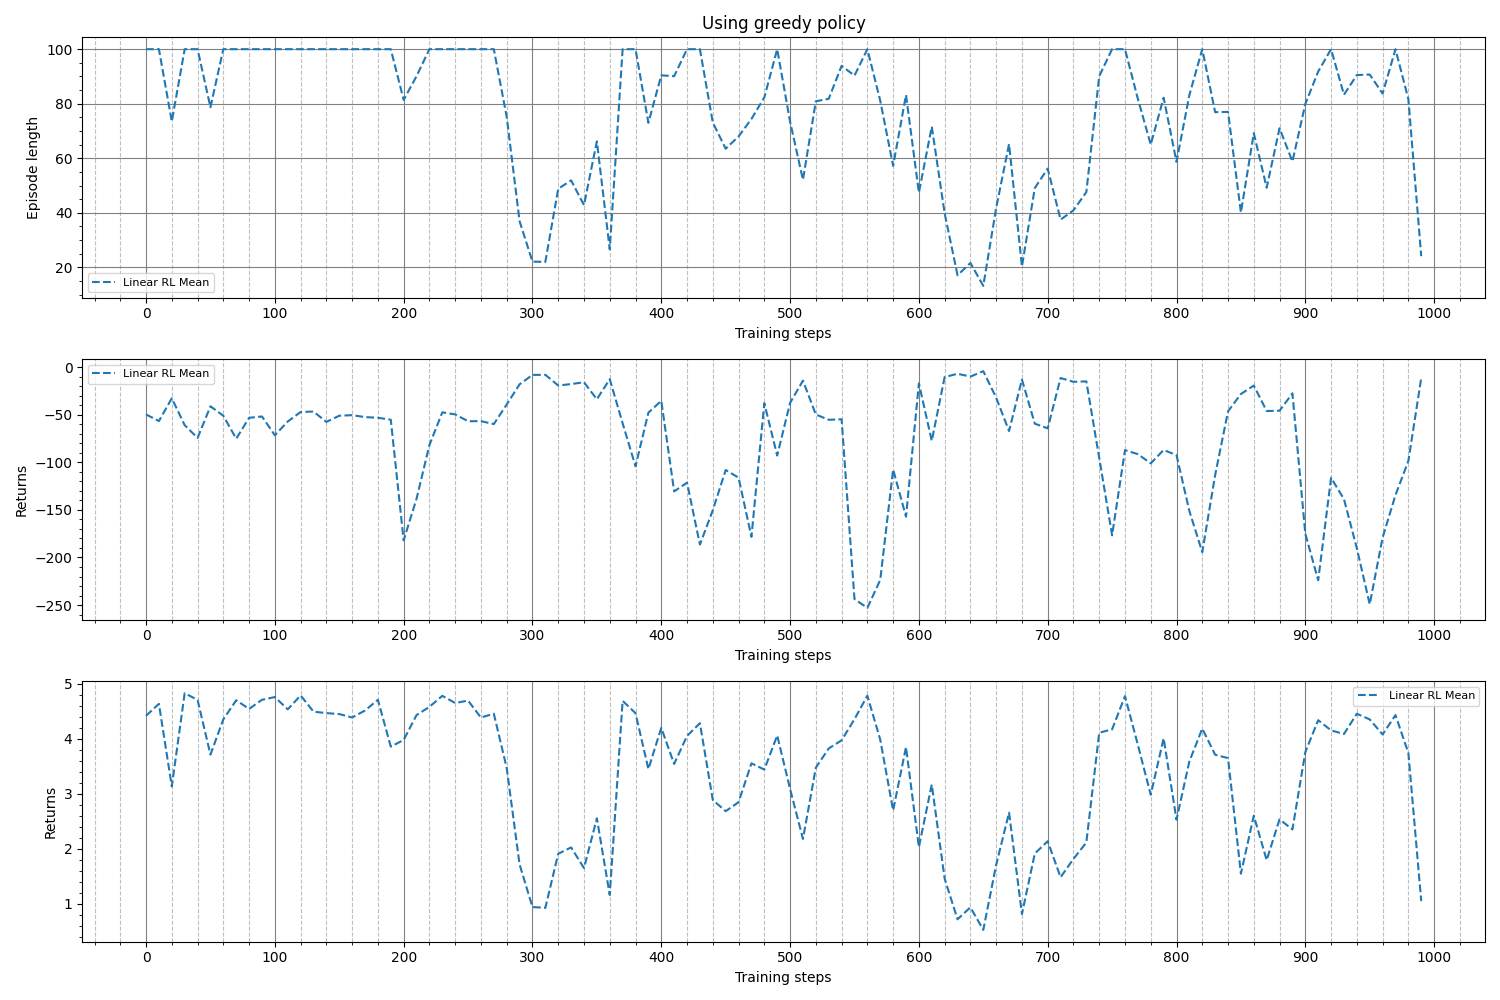 Using greedy policy
100
80
60
40
20
Episode length
Linear RL Mean
0 100 200 300 400 500 600 700 800 900 1000
Training steps
0
−50
−100
−150
−200
−250
Returns
Linear RL Mean
0 100 200 300 400 500 600 700 800 900 1000
Training steps
5
4
3
2
1
Returns
Linear RL Mean
0 100 200 300 400 500 600 700 800 900 1000
Training steps